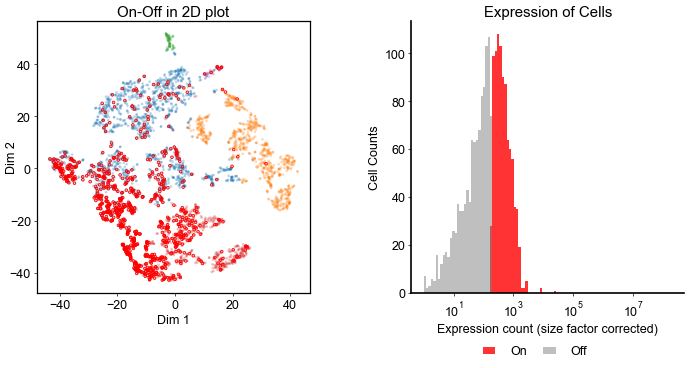 On-Off in 2D plot
Expression of Cells
Dim 2
40
20
0
−20
−40
−40 −20 0 20 40
Dim 1
Cell Counts
100
80
60
40
20
0
10^1 10^3 10^5 10^7
Expression count (size factor corrected)
On Off